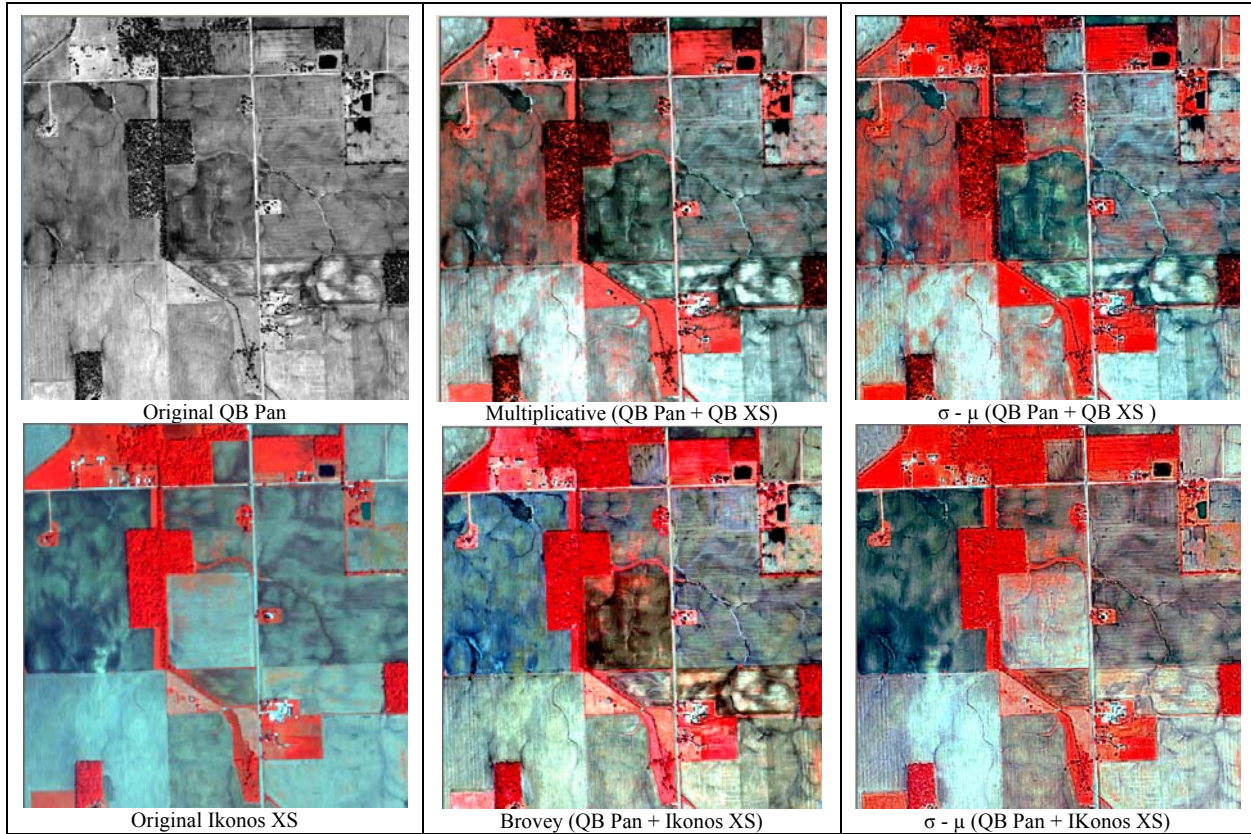 Original QB Pan
Multiplicative (QB Pan + QB XS)
σ - μ (QB Pan + QB XS )
Original Ikonos XS
Brovey (QB Pan + Ikonos XS)
σ - μ (QB Pan + IKonos XS)